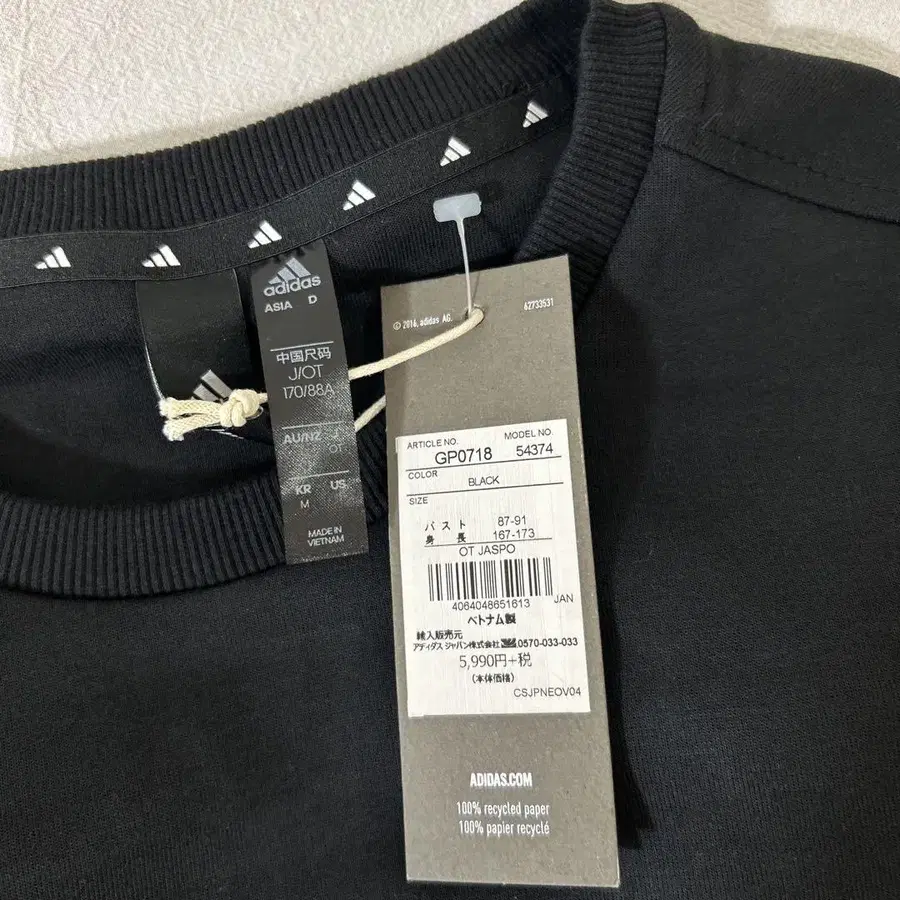 adidas
ASIA D
中国尺码
J/OT
170/88A
AU/NZ J
OT
KR US
M
MADE IN
VIETNAM
62733531
© 2016, adidas AG.
ARTICLE NO. MODEL NO.
GP0718 54374
COLOR
BLACK
SIZE
バスト 87-91
身長 167-173
OT JASPO
4064048651613 JAN
ベトナム製
輸入販売元
アディダス ジャパン株式会社 0570-033-033
5,990円+税
(本体価格)
CSJPNEOV04
ADIDAS.COM
100% recycled paper
100% papier recyclé